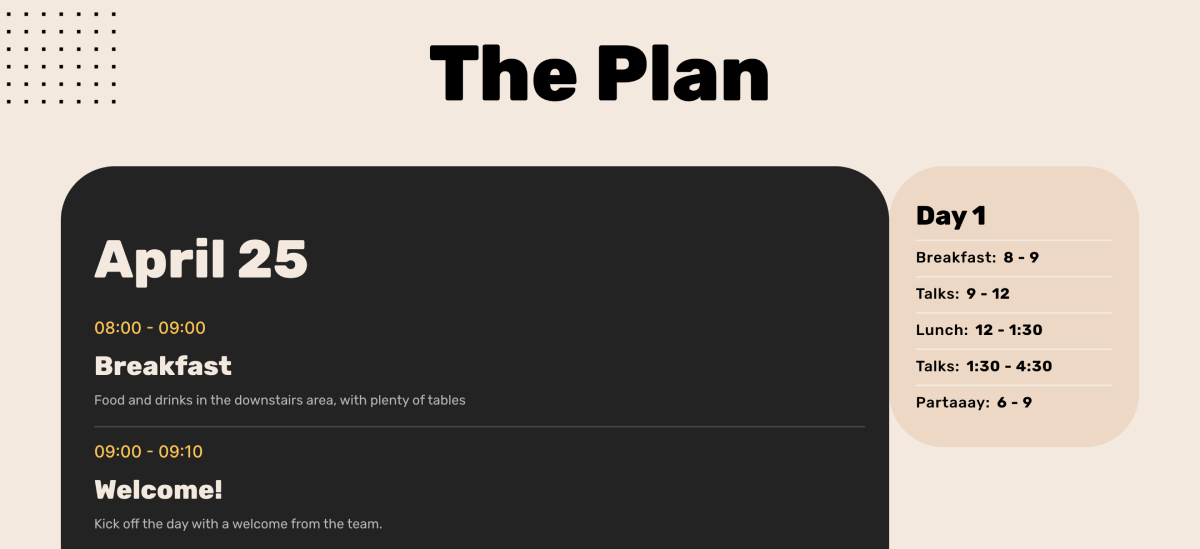 The Plan
April 25
08:00 - 09:00
Breakfast
Food and drinks in the downstairs area, with plenty of tables
09:00 - 09:10
Welcome!
Kick off the day with a welcome from the team.
Day 1
Breakfast: 8 - 9
Talks: 9 - 12
Lunch: 12 - 1:30
Talks: 1:30 - 4:30
Partaaay: 6 - 9